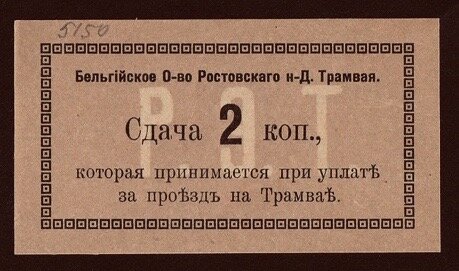 5150
Бельгійское О-во Ростовскаго н-Д. Трамвая.
Р. О. Т.
Сдача 2 коп.,
которая принимается при уплатѣ
за проѣздъ на Трамваѣ.